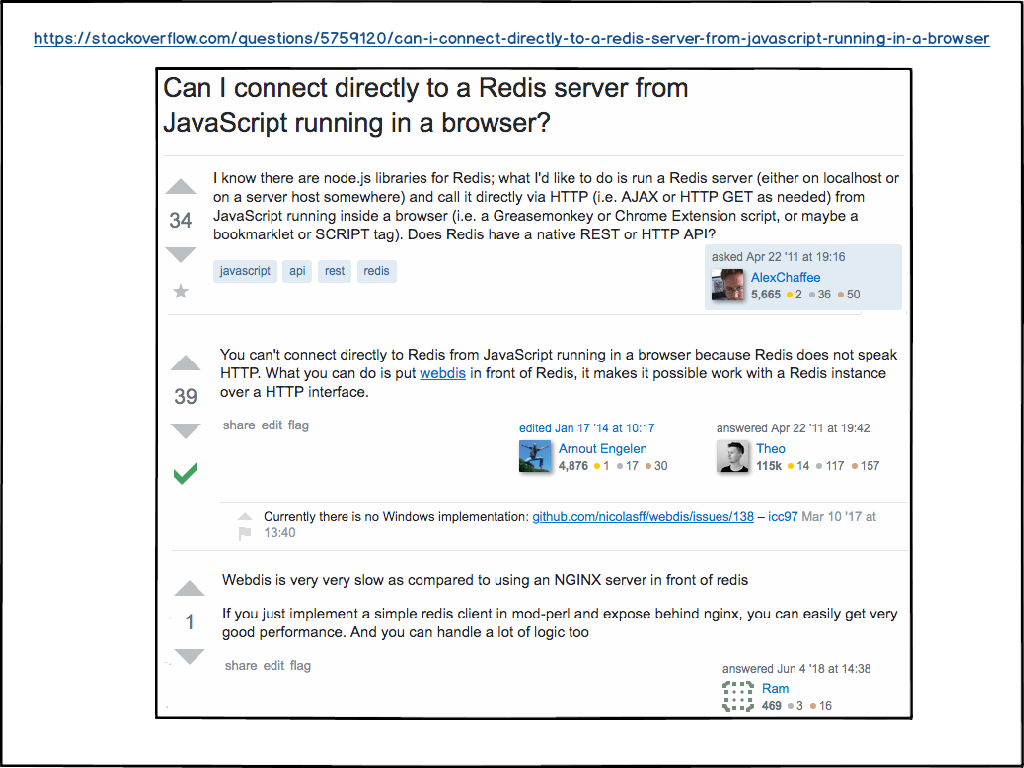 https://stackoverflow.com/questions/5759120/can-i-connect-directly-to-a-redis-server-from-javascript-running-in-a-browser
Can I connect directly to a Redis server from
JavaScript running in a browser?
I know there are node.js libraries for Redis; what I'd like to do is run a Redis server (either on localhost or
on a server host somewhere) and call it directly via HTTP (i.e. AJAX or HTTP GET as needed) from
34
JavaScript running inside a browser (i.e. a Greasemonkey or Chrome Extension script, or maybe a
bookmarklet or SCRIPT tag). Does Redis have a native REST or HTTP API?
javascript api rest redis
asked Apr 22 '11 at 19:16
AlexChaffee
5,665 2 36 50
You can't connect directly to Redis from JavaScript running in a browser because Redis does not speak
HTTP. What you can do is put webdis in front of Redis, it makes it possible work with a Redis instance
39
over a HTTP interface.
share edit flag
edited Jan 17 '14 at 10:17
Arnout Engelen
4,876 1 17 30
answered Apr 22 '11 at 19:42
Theo
115k 14 117 157
Currently there is no Windows implementation: github.com/nicolasff/webdis/issues/138 – icc97 Mar 10 '17 at
13:40
Webdis is very very slow as compared to using an NGINX server in front of redis
1
If you just implement a simple redis client in mod-perl and expose behind nginx, you can easily get very
good performance. And you can handle a lot of logic too
share edit flag
answered Jun 4 '18 at 14:38
Ram
469 3 16